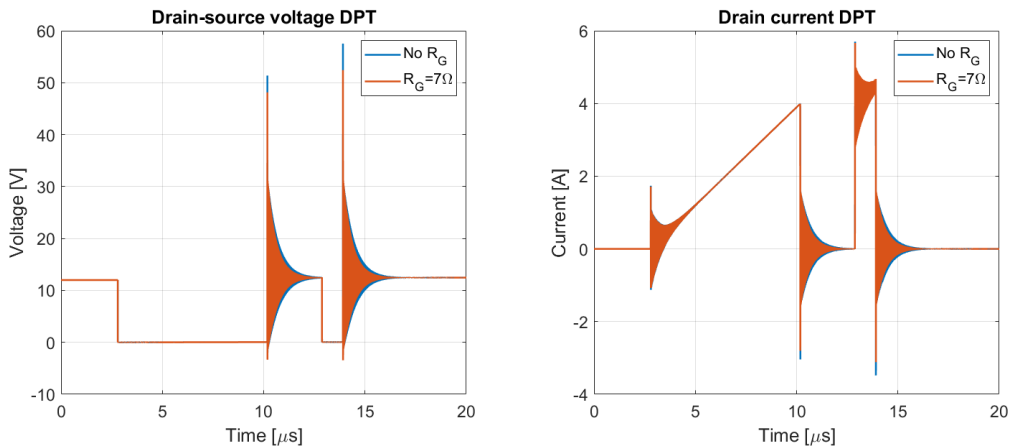 Drain-source voltage DPT
60
50
40
30
20
10
0
-10
Voltage [V]
No R_G
R_G=7Ω
0
5
10
15
20
Time [μs]
Drain current DPT
6
4
2
0
-2
-4
Current [A]
No R_G
R_G=7Ω
0
5
10
15
20
Time [μs]